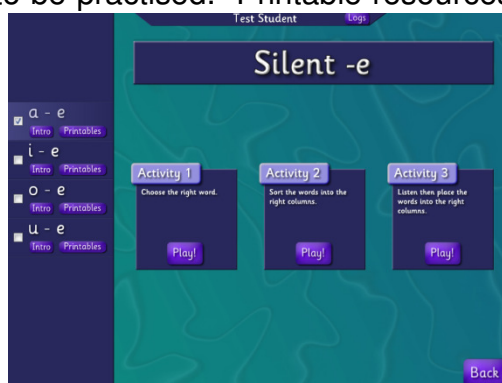 to be practised. Printable resources
Test Student Logs
Silent -e
a - e
Intro Printables
i - e
Intro Printables
o - e
Intro Printables
u - e
Intro Printables
Activity 1
Choose the right word.
Play!
Activity 2
Sort the words into the
right columns.
Play!
Activity 3
Listen then place the
words into the right
columns.
Play!
Back